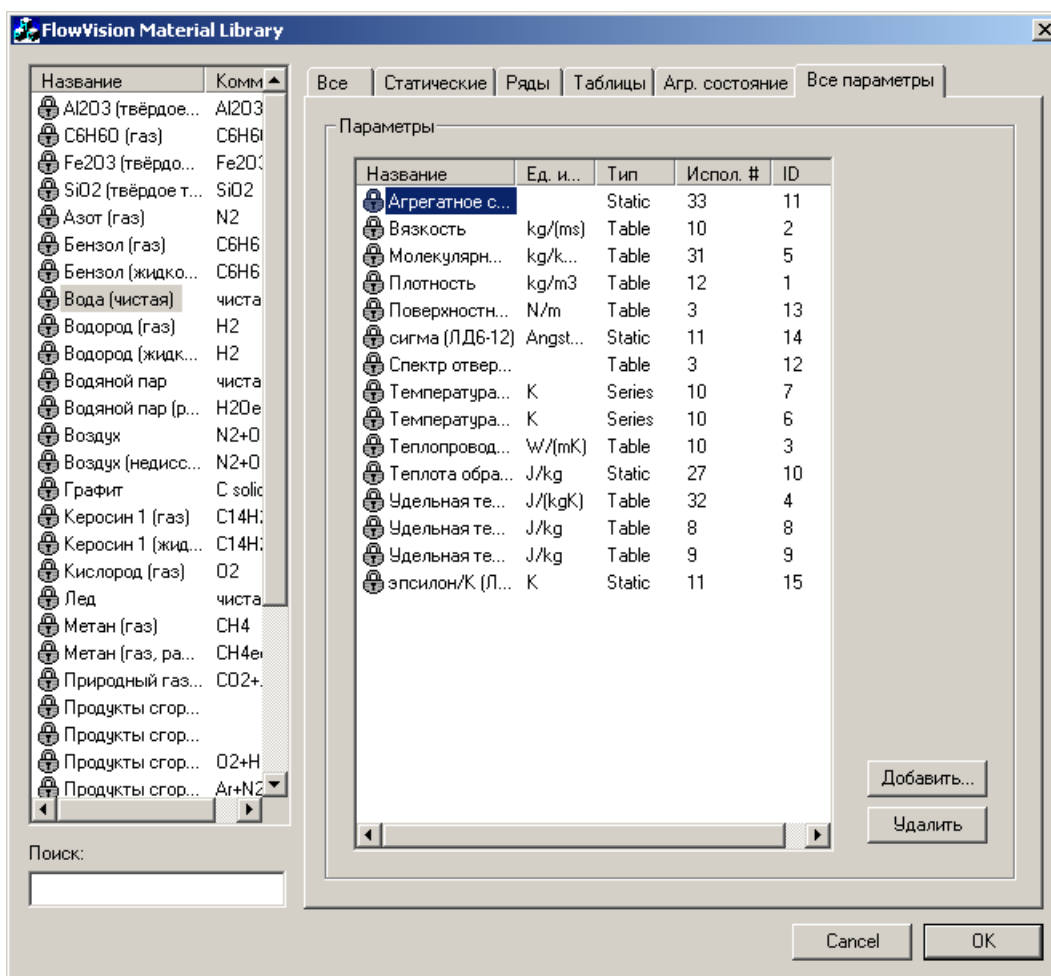 FlowVision Material Library
Название Комм
Al2O3 (твёрдое... Al2O3
C6H6O (газ) C6H6
Fe2O3 (твёрдо... Fe2O3
SiO2 (твёрдое т... SiO2
Азот (газ) N2
Бензол (газ) C6H6
Бензол (жидко... C6H6
Вода (чистая) чиста
Водород (газ) H2
Водород (жидк... H2
Водяной пар чиста
Водяной пар (р... H2Oe
Воздух N2+O
Воздух (недисс... N2+O
Графит C solid
Керосин 1 (газ) C14H
Керосин 1 (жид... C14H
Кислород (газ) O2
Лед чиста
Метан (газ) CH4
Метан (газ, ра... CH4e
Природный газ... CO2+
Продукты сгор...
Продукты сгор...
Продукты сгор... O2+H
Продукты сгор... Ar+N2
Поиск:
Все Статические Ряды Таблицы Агр. состояние Все параметры
Параметры
Название Ед. и... Тип Испол. # ID
Агрегатное с... Static 33 11
Вязкость kg/(ms) Table 10 2
Молекулярн... kg/k... Table 31 5
Плотность kg/m3 Table 12 1
Поверхностн... N/m Table 3 13
сигма (ЛД6-12) Angst... Static 11 14
Спектр отвер... Table 3 12
Температура... K Series 10 7
Температура... K Series 10 6
Теплопровод... W/(mK) Table 10 3
Теплота обра... J/kg Static 27 10
Удельная те... J/(kgK) Table 32 4
Удельная те... J/kg Table 8 8
Удельная те... J/kg Table 9 9
эпсилон/К (Л... K Static 11 15
Добавить...
Удалить
Cancel OK